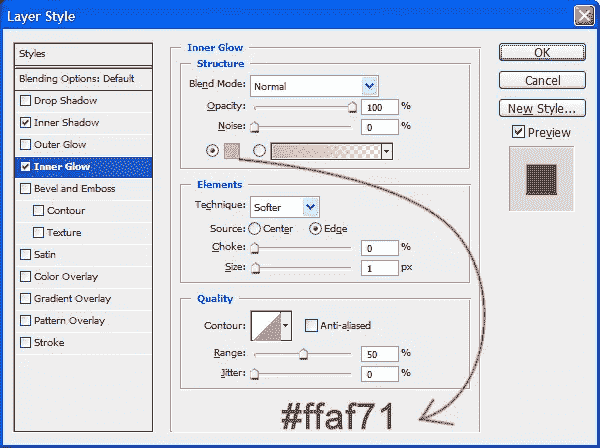 Layer Style
Styles
Blending Options: Default
Drop Shadow
Inner Shadow
Outer Glow
Inner Glow
Bevel and Emboss
Contour
Texture
Satin
Color Overlay
Gradient Overlay
Pattern Overlay
Stroke
Inner Glow
Structure
Blend Mode: Normal
Opacity: 100 %
Noise: 0 %
Elements
Technique: Softer
Source: Center Edge
Choke: 0 %
Size: 1 px
Quality
Contour: Anti-aliased
Range: 50 %
Jitter: 0 %
#ffaf71
OK
Cancel
New Style...
Preview